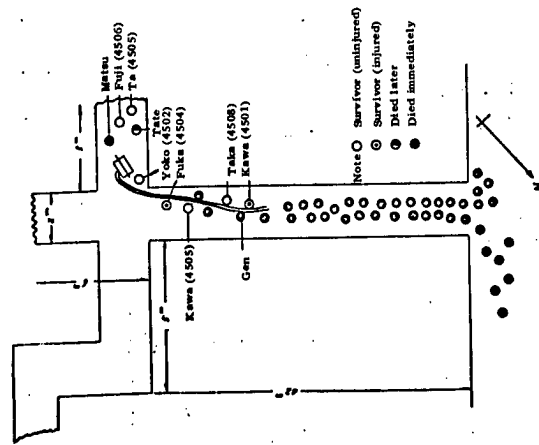 Matsu
Fuji (4506)
Ta (4505)
Tate
Yoko (4502)
Fuka (4504)
Taka (4508)
Kawa (4501)
Kawa (4505)
Gen
Note
Survivor (uninjured)
Survivor (injured)
Died later
Died immediately
N